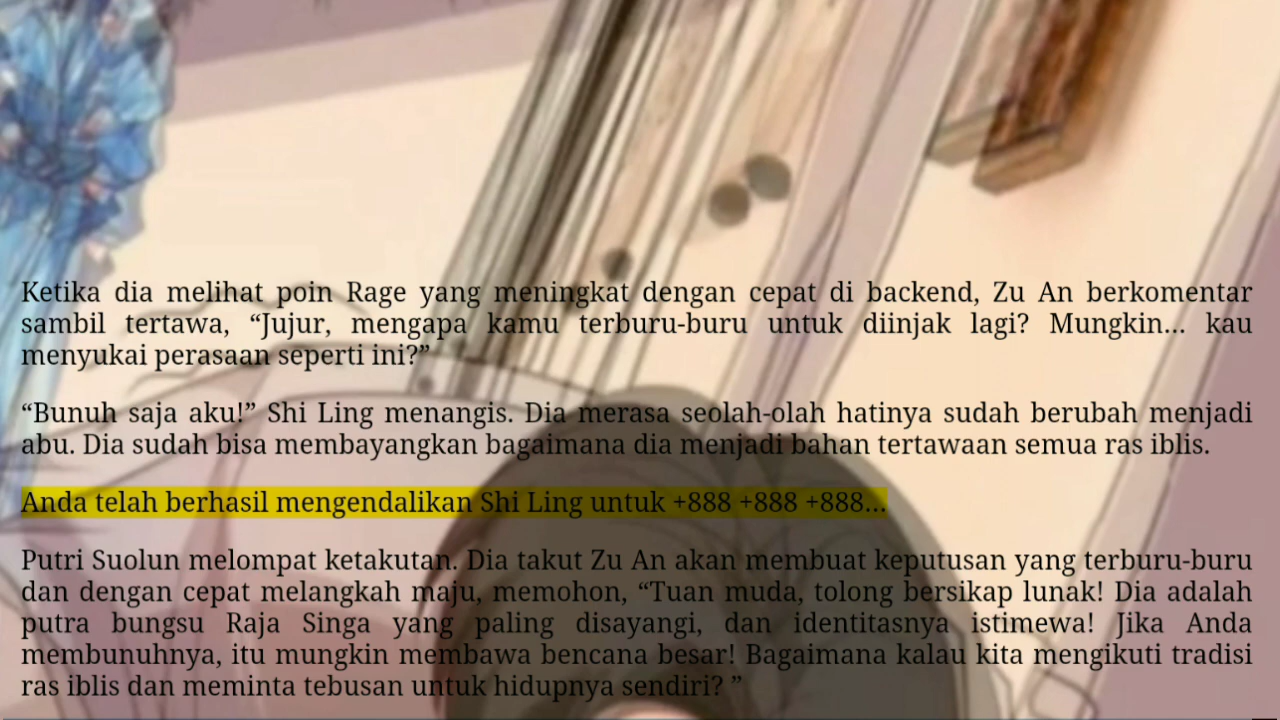 Ketika dia melihat poin Rage yang meningkat dengan cepat di backend, Zu An berkomentar
sambil tertawa, “Jujur, mengapa kamu terburu-buru untuk diinjak lagi? Mungkin... kau
menyukai perasaan seperti ini?”
“Bunuh saja aku!” Shi Ling menangis. Dia merasa seolah-olah hatinya sudah berubah menjadi
abu. Dia sudah bisa membayangkan bagaimana dia menjadi bahan tertawaan semua ras iblis.
Anda telah berhasil mengendalikan Shi Ling untuk +888 +888 +888...
Putri Suolun melompat ketakutan. Dia takut Zu An akan membuat keputusan yang terburu-buru
dan dengan cepat melangkah maju, memohon, “Tuan muda, tolong bersikap lunak! Dia adalah
putra bungsu Raja Singa yang paling disayangi, dan identitasnya istimewa! Jika Anda
membunuhnya, itu mungkin membawa bencana besar! Bagaimana kalau kita mengikuti tradisi
ras iblis dan meminta tebusan untuk hidupnya sendiri? ”